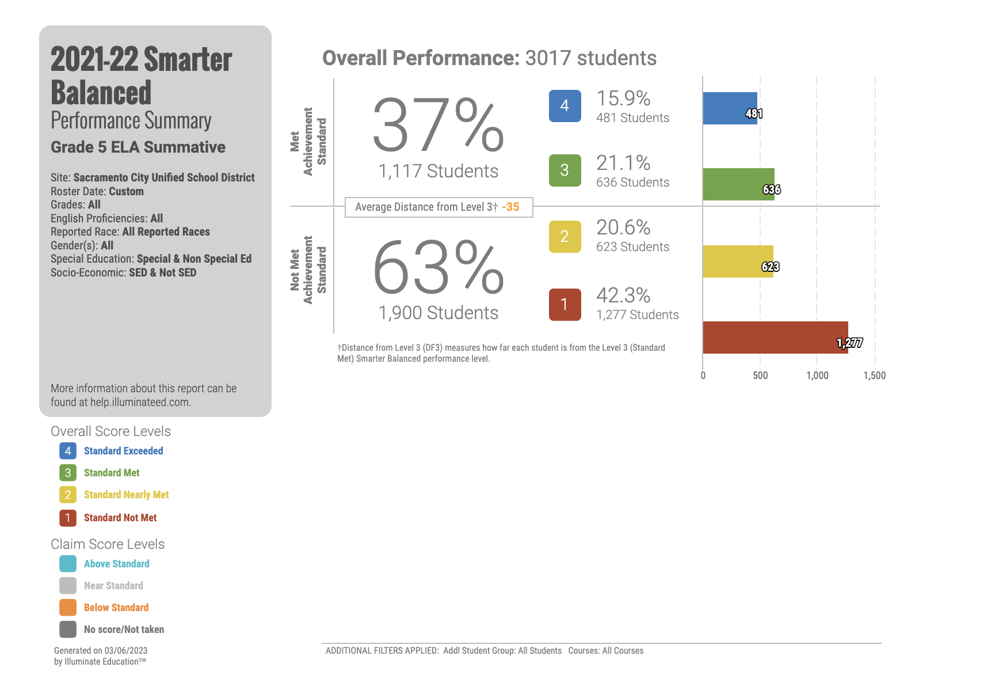 2021-22 Smarter
Balanced
Performance Summary
Grade 5 ELA Summative
Site: Sacramento City Unified School District
Roster Date: Custom
Grades: All
English Proficiencies: All
Reported Race: All Reported Races
Gender(s): All
Special Education: Special & Non Special Ed
Socio-Economic: SED & Not SED
More information about this report can be
found at help.illuminateed.com.
Overall Score Levels
4 Standard Exceeded
3 Standard Met
2 Standard Nearly Met
1 Standard Not Met
Claim Score Levels
Above Standard
Near Standard
Below Standard
No score/Not taken
Generated on 03/06/2023
by Illuminate Education™
Overall Performance: 3017 students
Met
Achievement
Standard
37%
1,117 Students
4
15.9%
481 Students
481
3
21.1%
636 Students
636
Average Distance from Level 3† -35
Not Met
Achievement
Standard
63%
1,900 Students
2
20.6%
623 Students
623
1
42.3%
1,277 Students
1,277
†Distance from Level 3 (DF3) measures how far each student is from the Level 3 (Standard
Met) Smarter Balanced performance level.
0 500 1,000 1,500
ADDITIONAL FILTERS APPLIED: Addl Student Group: All Students Courses: All Courses